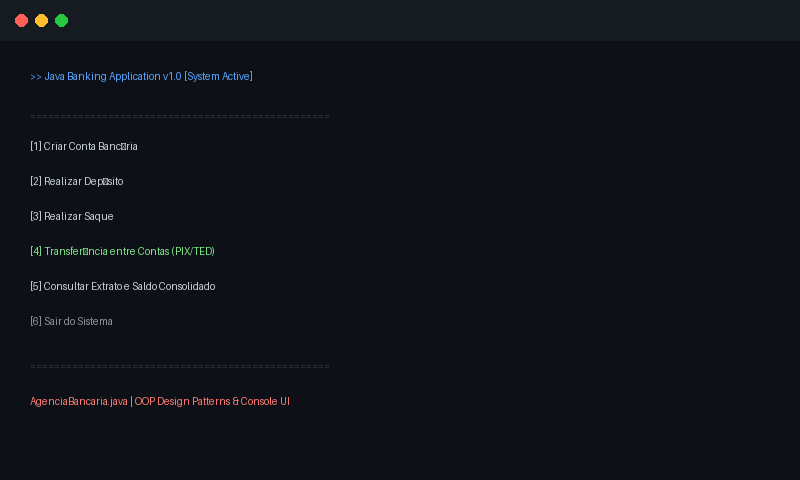 >> Java Banking Application v1.0 [System Active]
==================================================
[1] Criar Conta Banc▯ria
[2] Realizar Dep▯sito
[3] Realizar Saque
[4] Transfer▯ncia entre Contas (PIX/TED)
[5] Consultar Extrato e Saldo Consolidado
[6] Sair do Sistema
==================================================
AgenciaBancaria.java | OOP Design Patterns & Console UI